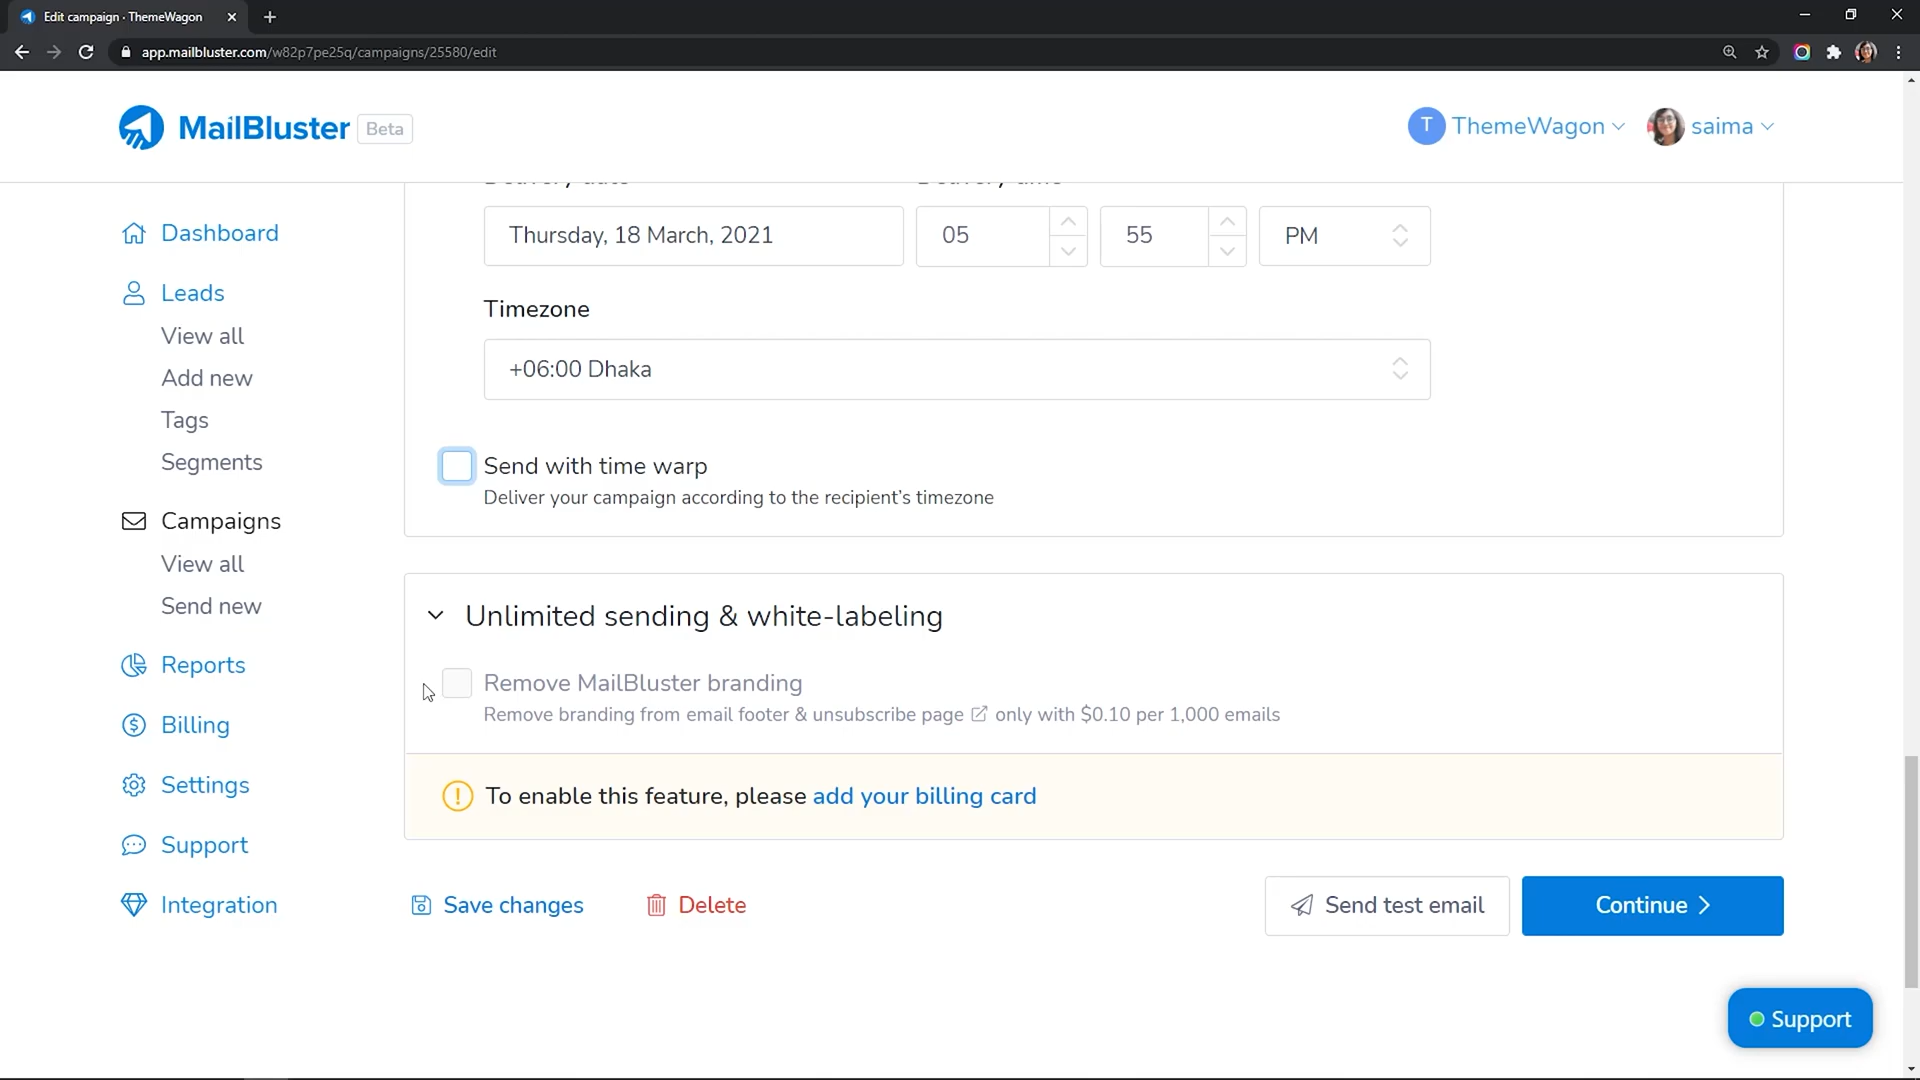 Edit campaign · ThemeWagon
app.mailbluster.com/w82p7pe25q/campaigns/25580/edit
MailBluster Beta
T ThemeWagon saima
Delivery date Delivery time
Thursday, 18 March, 2021 05 55 PM
Timezone
+06:00 Dhaka
Send with time warp
Deliver your campaign according to the recipient's timezone
Dashboard
Leads
View all
Add new
Tags
Segments
Campaigns
View all
Send new
Reports
Billing
Settings
Support
Integration
Unlimited sending & white-labeling
Remove MailBluster branding
Remove branding from email footer & unsubscribe page only with $0.10 per 1,000 emails
To enable this feature, please add your billing card
Save changes Delete Send test email Continue
Support